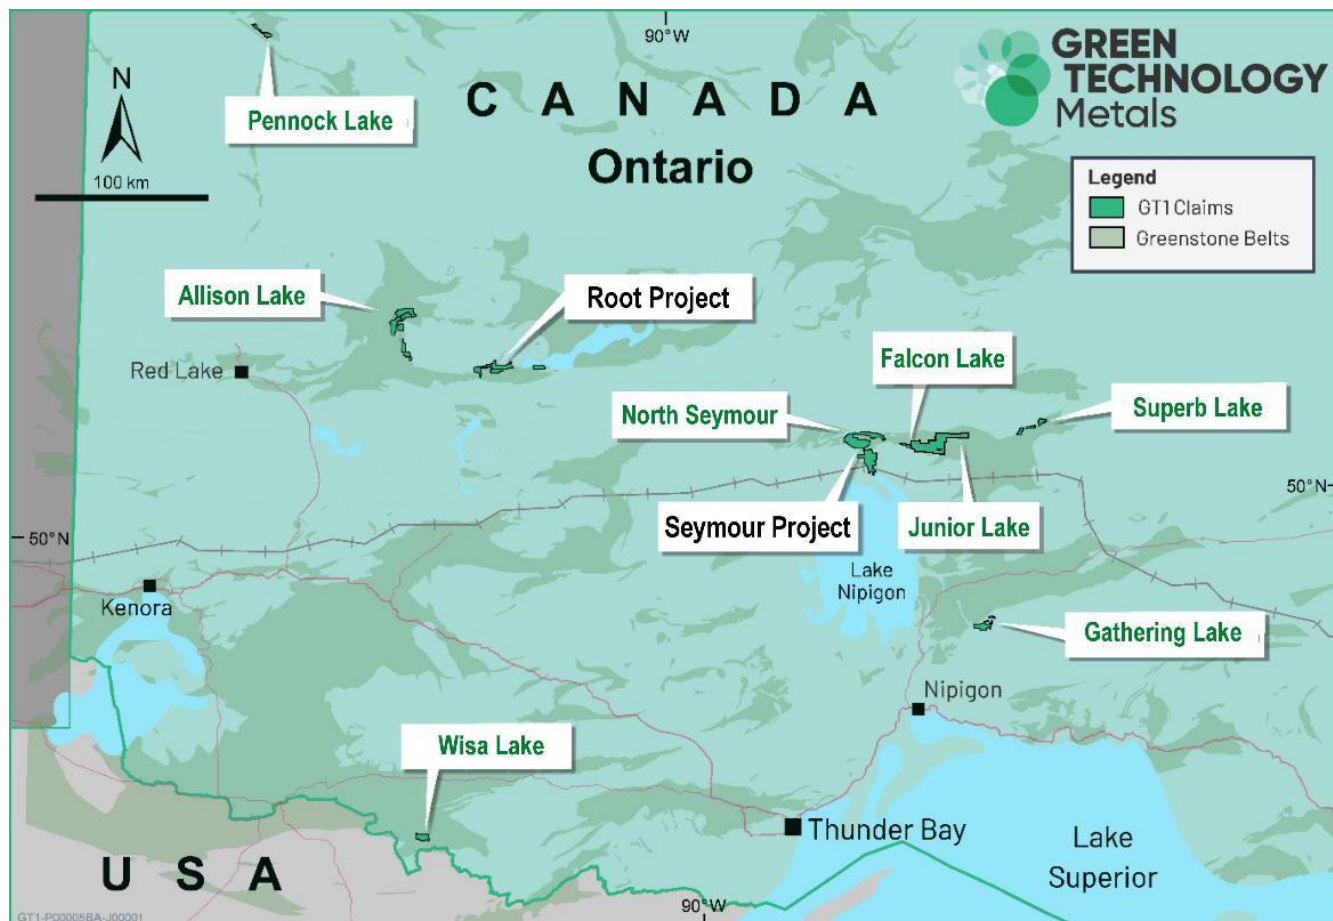 90°W
GREEN
TECHNOLOGY
Metals
N
Pennock Lake
CANADA
Ontario
100 km
Legend
GT1 Claims
Greenstone Belts
Allison Lake
Root Project
Red Lake
Falcon Lake
North Seymour
Superb Lake
50°N
Seymour Project
Junior Lake
50°N
Lake
Nipigon
Kenora
Gathering Lake
Nipigon
Wisa Lake
Thunder Bay
Lake
Superior
USA
90°W
GT1-P00005BA-J00001